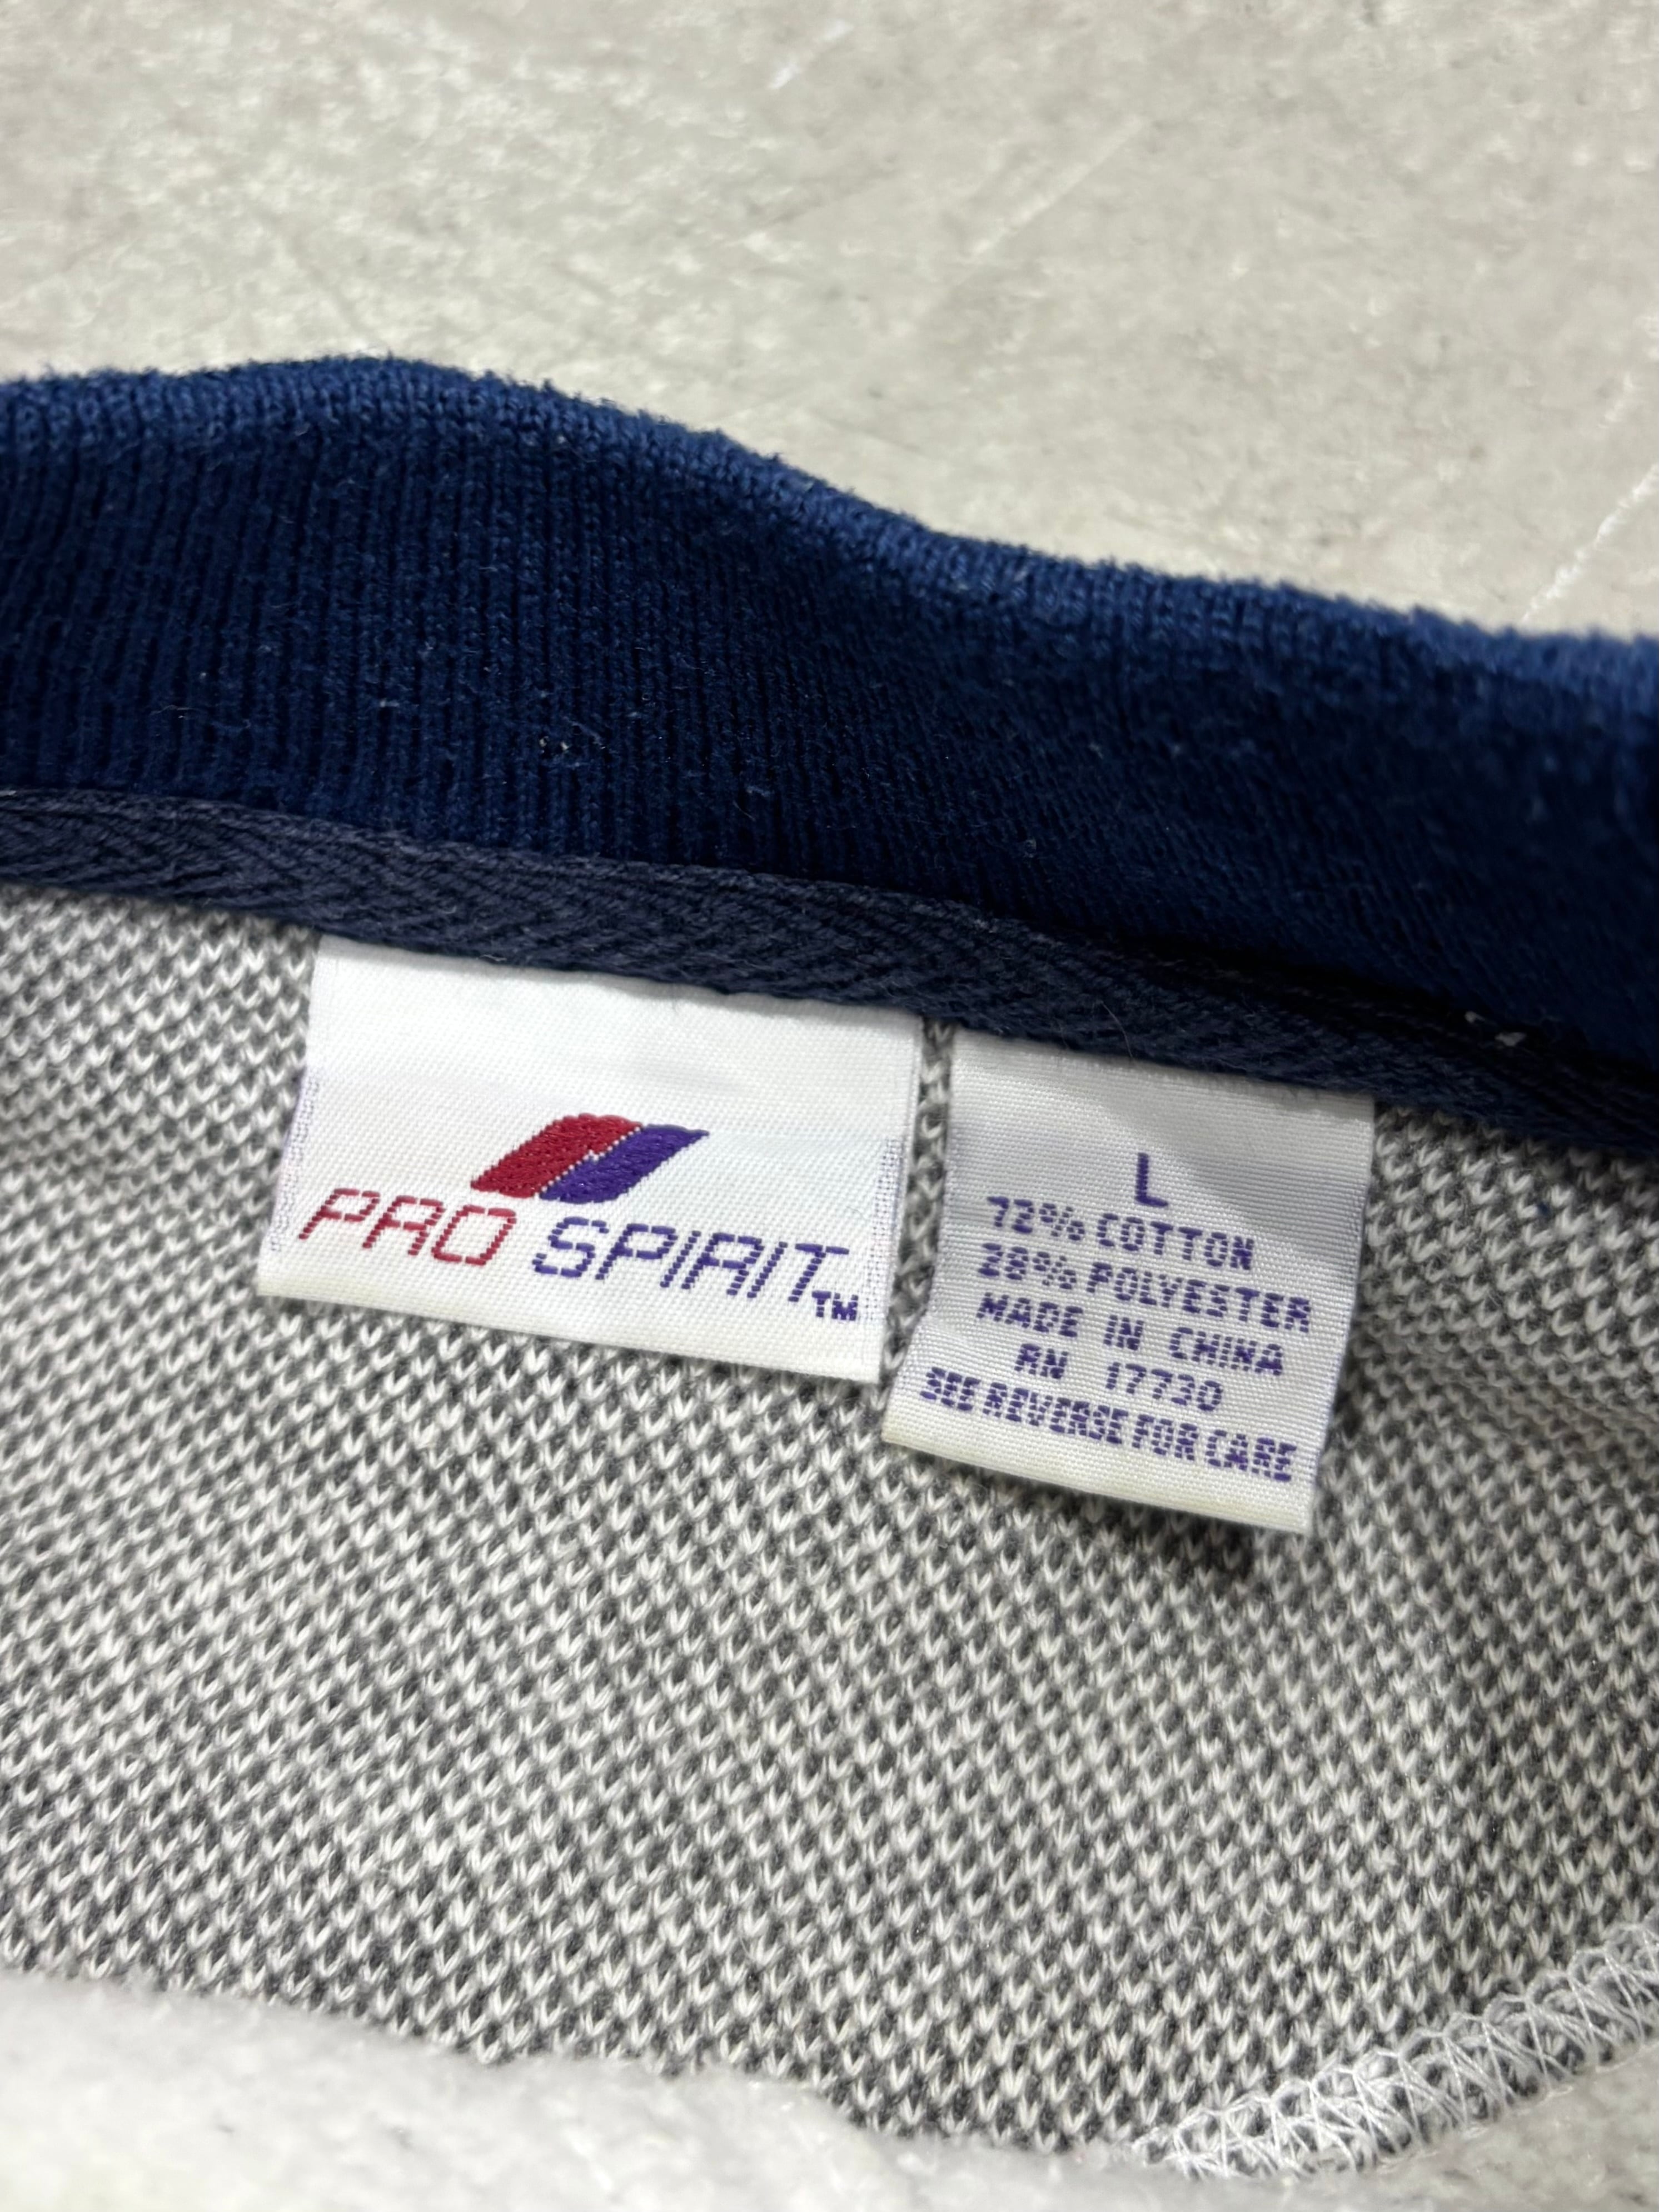 PRO SPIRIT™
L
72% COTTON
28% POLYESTER
MADE IN CHINA
RN 17730
SEE REVERSE FOR CARE